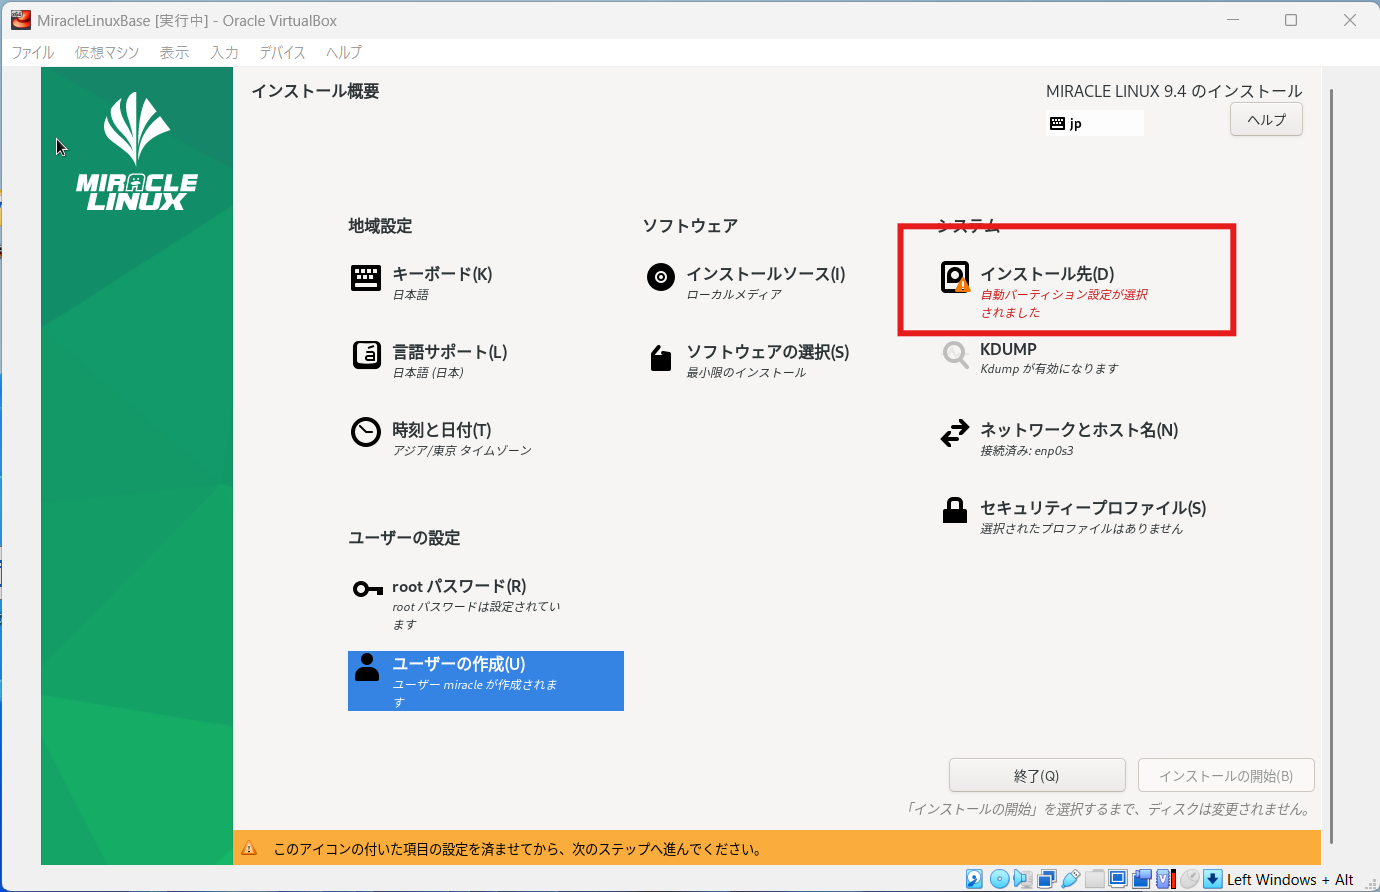 MiracleLinuxBase [実行中] - Oracle VirtualBox
ファイル 仮想マシン 表示 入力 デバイス ヘルプ
MIRACLE
LINUX
インストール概要
MIRACLE LINUX 9.4 のインストール
jp
ヘルプ
地域設定
キーボード(K)
日本語
言語サポート(L)
日本語 (日本)
時刻と日付(T)
アジア/東京 タイムゾーン
ソフトウェア
インストールソース(I)
ローカルメディア
ソフトウェアの選択(S)
最小限のインストール
システム
インストール先(D)
自動パーティション設定が選択
されました
KDUMP
Kdump が有効になります
ネットワークとホスト名(N)
接続済み: enp0s3
セキュリティープロファイル(S)
選択されたプロファイルはありません
ユーザーの設定
root パスワード(R)
root パスワードは設定されてい
ます
ユーザーの作成(U)
ユーザー miracle が作成されま
す
終了(Q)
インストールの開始(B)
「インストールの開始」を選択するまで、ディスクは変更されません。
このアイコンの付いた項目の設定を済ませてから、次のステップへ進んでください。
Left Windows + Alt